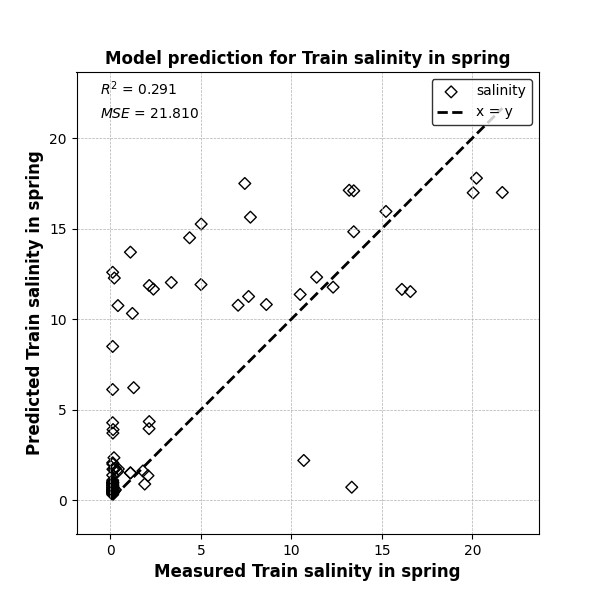 Model prediction for Train salinity in spring
R² = 0.291
MSE = 21.810
salinity
x = y
Predicted Train salinity in spring
20
15
10
5
0
0 5 10 15 20
Measured Train salinity in spring